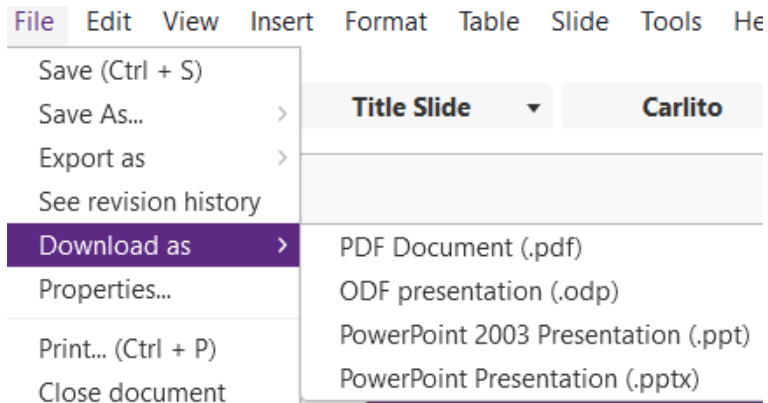 File Edit View Insert Format Table Slide Tools
Save (Ctrl + S)
Save As...
Title Slide Carlito
Export as
See revision history
Download as
PDF Document (.pdf)
Properties...
ODF presentation (.odp)
Print... (Ctrl + P)
PowerPoint 2003 Presentation (.ppt)
Close document
PowerPoint Presentation (.pptx)